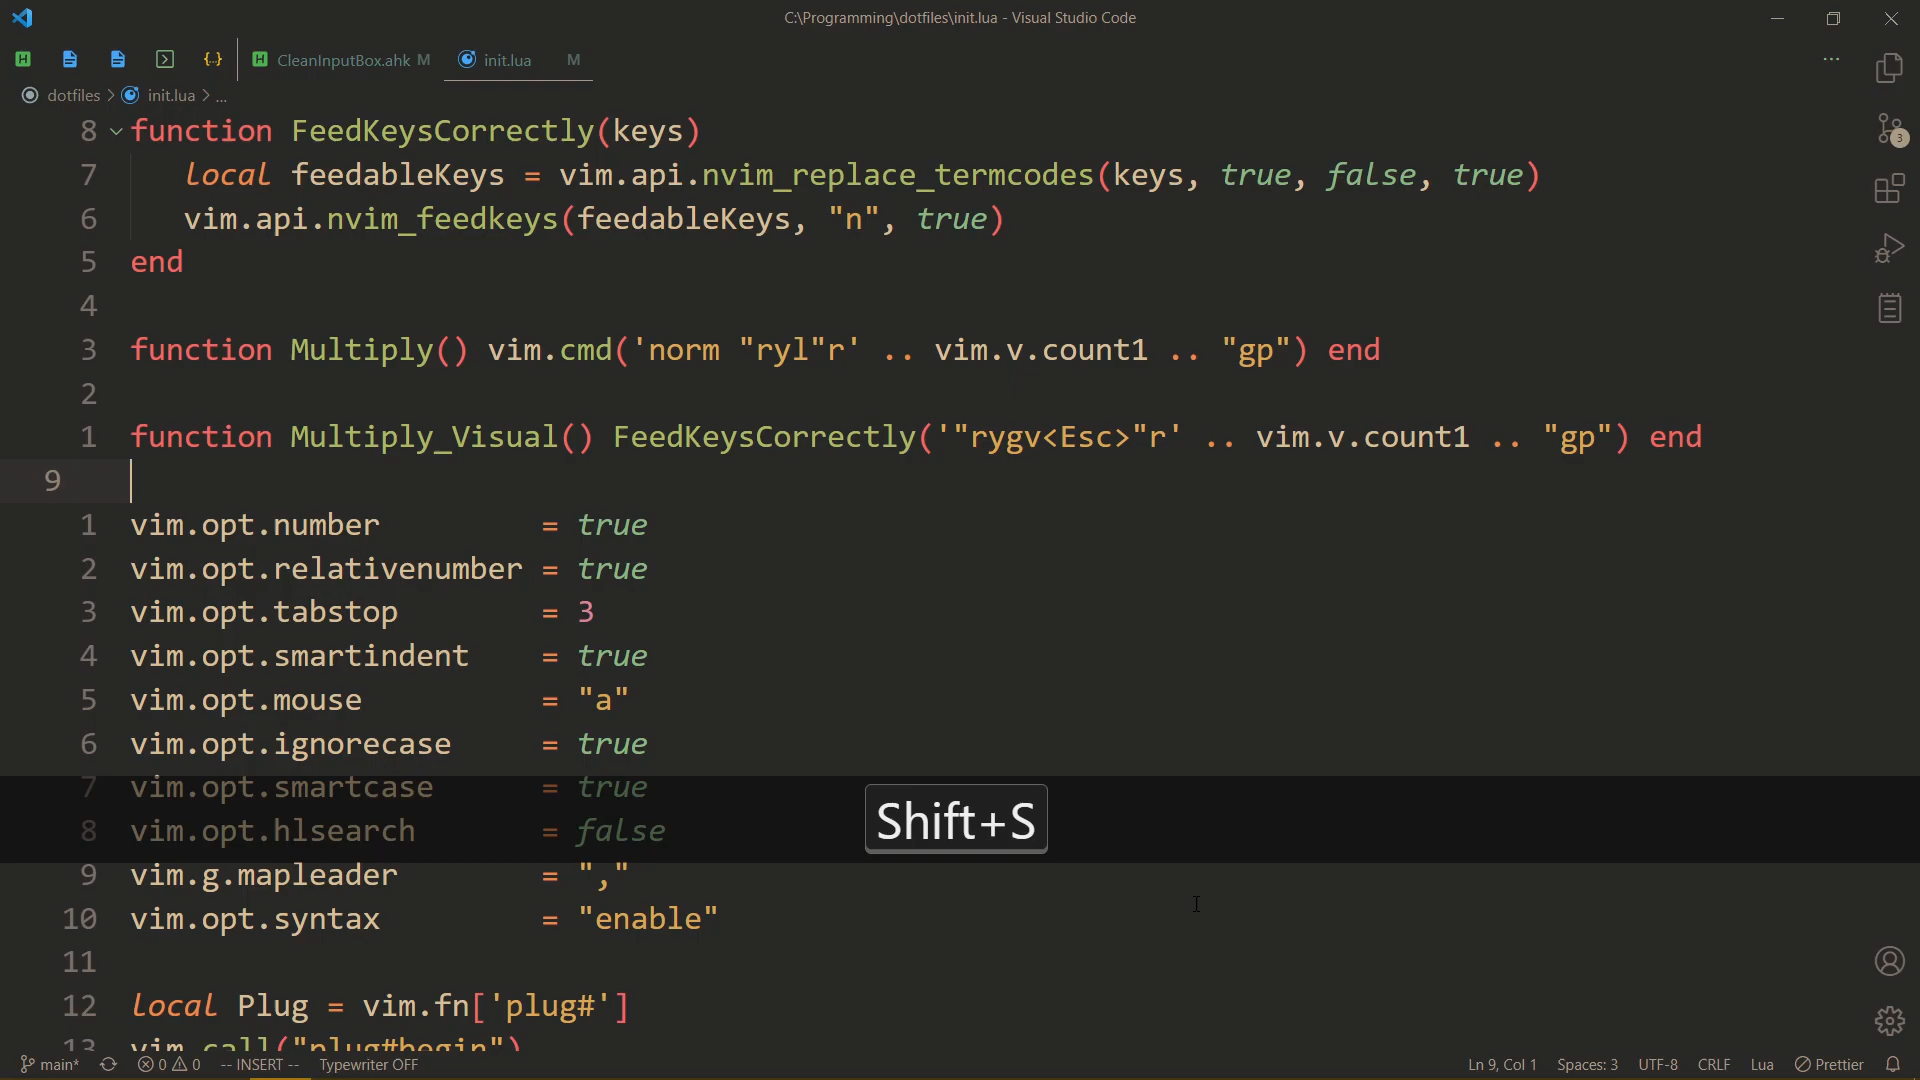 C:\Programming\dotfiles\init.lua - Visual Studio Code
CleanInputBox.ahk M init.lua M
dotfiles > init.lua > ...
8 function FeedKeysCorrectly(keys)
7 local feedableKeys = vim.api.nvim_replace_termcodes(keys, true, false, true)
6 vim.api.nvim_feedkeys(feedableKeys, "n", true)
5 end
4
3 function Multiply() vim.cmd('norm "ryl"r' .. vim.v.count1 .. "gp") end
2
1 function Multiply_Visual() FeedKeysCorrectly('"rygv<Esc>"r' .. vim.v.count1 .. "gp") end
9
1 vim.opt.number = true
2 vim.opt.relativenumber = true
3 vim.opt.tabstop = 3
4 vim.opt.smartindent = true
5 vim.opt.mouse = "a"
6 vim.opt.ignorecase = true
7 vim.opt.smartcase = true
8 vim.opt.hlsearch = false
Shift+S
9 vim.g.mapleader = ","
10 vim.opt.syntax = "enable"
11
12 local Plug = vim.fn['plug#']
13 vim.call("plug#begin")
3
main* 0 0 -- INSERT -- Typewriter OFF Ln 9, Col 1 Spaces: 3 UTF-8 CRLF Lua Prettier